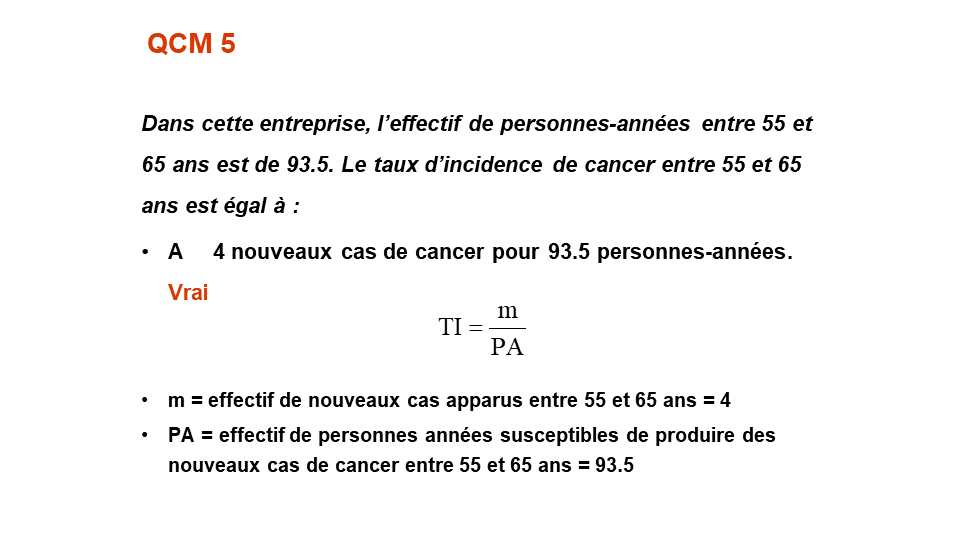 QCM 5
Dans cette entreprise, l’effectif de personnes-années entre 55 et
65 ans est de 93.5. Le taux d’incidence de cancer entre 55 et 65
ans est égal à :
• A 4 nouveaux cas de cancer pour 93.5 personnes-années.
Vrai
TI = m / PA
• m = effectif de nouveaux cas apparus entre 55 et 65 ans = 4
• PA = effectif de personnes années susceptibles de produire des
nouveaux cas de cancer entre 55 et 65 ans = 93.5